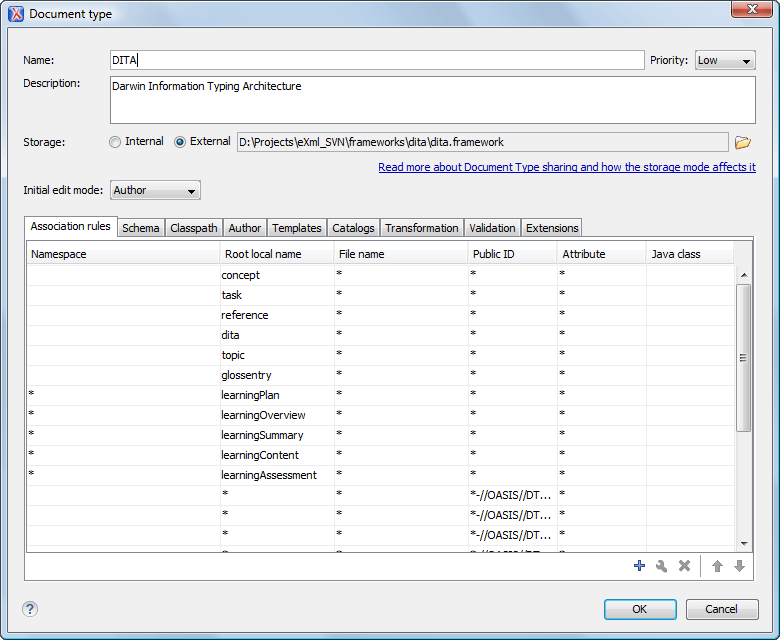 Document type
Name: DITA Priority: Low
Description: Darwin Information Typing Architecture
Storage: Internal External D:\Projects\eXml_SVN\frameworks\dita\dita.framework
Read more about Document Type sharing and how the storage mode affects it
Initial edit mode: Author
Association rules Schema Classpath Author Templates Catalogs Transformation Validation Extensions
Namespace Root local name File name Public ID Attribute Java class
concept * * *
task * * *
reference * * *
dita * * *
topic * * *
glossentry * * *
* learningPlan * * *
* learningOverview * * *
* learningSummary * * *
* learningContent * * *
* learningAssessment * * *
* * *-//OASIS//DT... *
* * *-//OASIS//DT... *
* * *-//OASIS//DT... *
OK Cancel